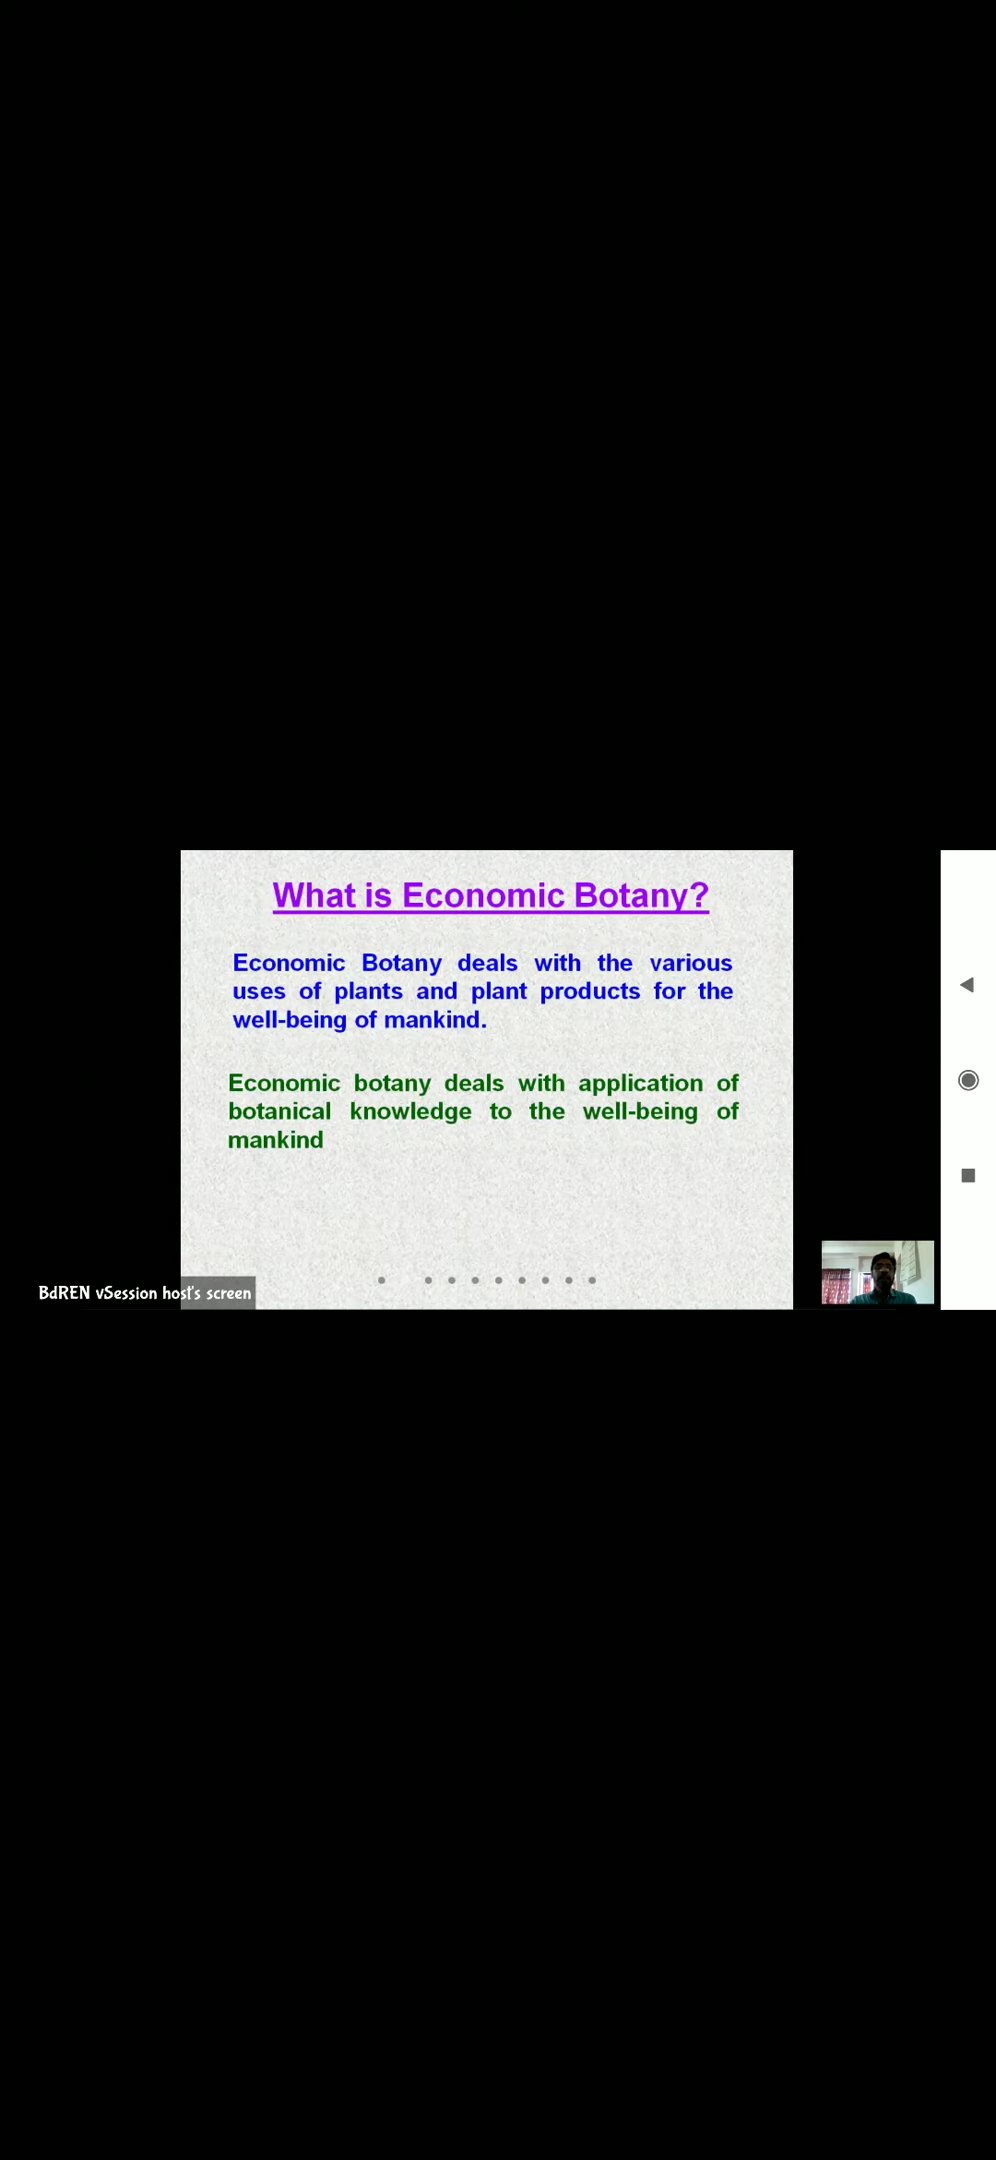 What is Economic Botany?
Economic Botany deals with the various
uses of plants and plant products for the
well-being of mankind.
Economic botany deals with application of
botanical knowledge to the well-being of
mankind
BdREN vSession host's screen